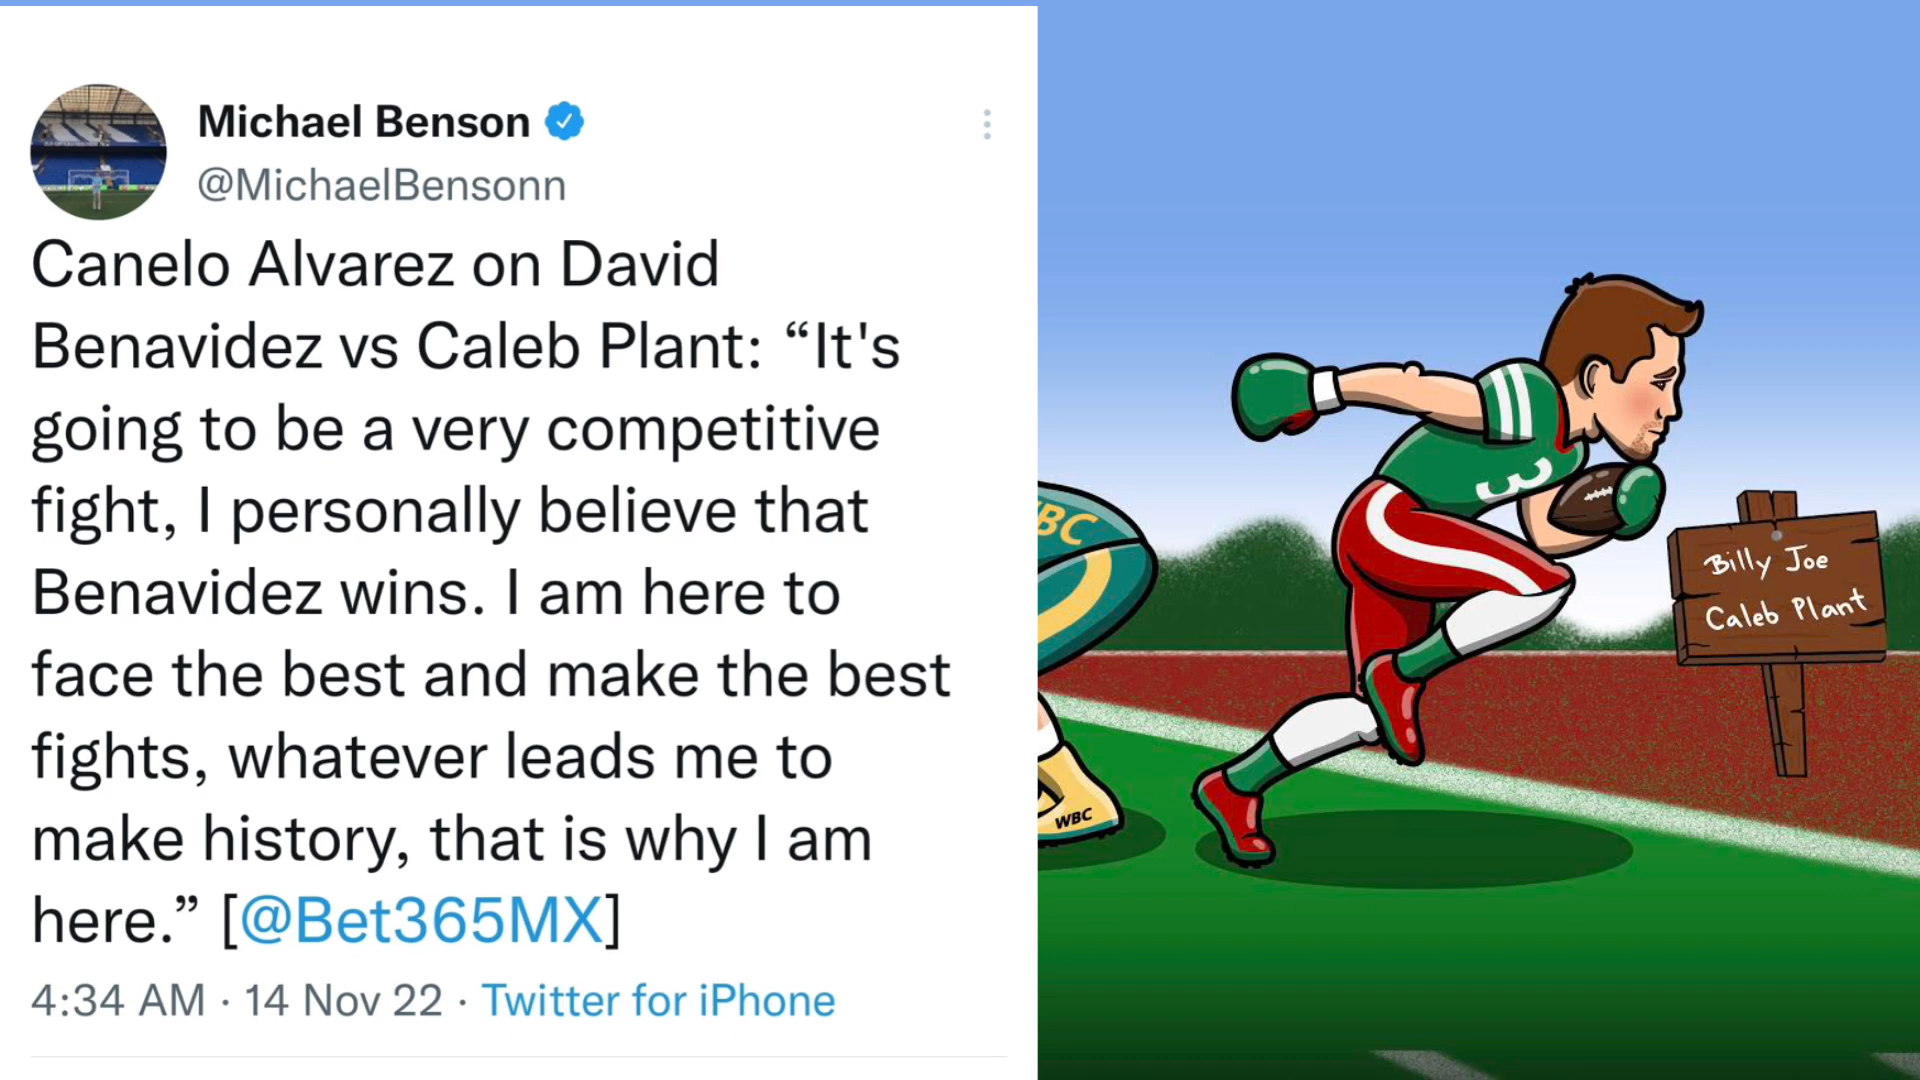 Michael Benson
@MichaelBensonn
Canelo Alvarez on David
Benavidez vs Caleb Plant: “It's
going to be a very competitive
fight, I personally believe that
Benavidez wins. I am here to
face the best and make the best
fights, whatever leads me to
make history, that is why I am
here.” [@Bet365MX]
4:34 AM · 14 Nov 22 · Twitter for iPhone
BC
3
Billy Joe
Caleb Plant
WBC